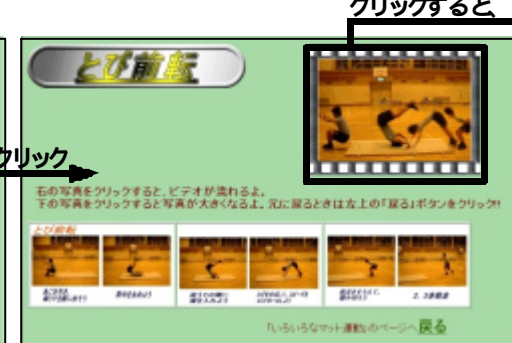 クリックすると、
とび前転
クリック
右の写真をクリックすると、ビデオが流れるよ。
下の写真をクリックすると写真が大きくなるよ。元に戻るときは左上の「戻る」ボタンをクリック!!
とび前転
「いろいろなマット運動」のページへ戻る